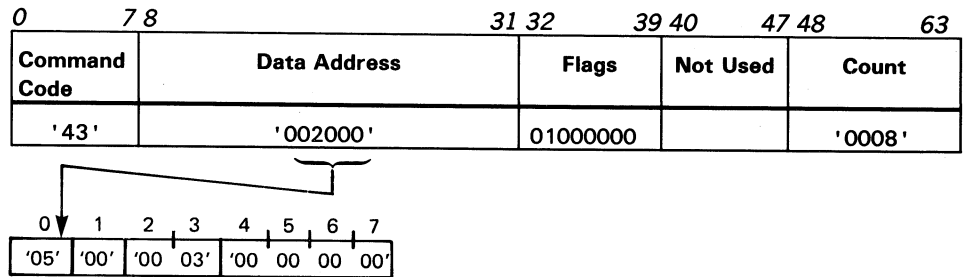 0 7 8 31 32 39 40 47 48 63
Command Code Data Address Flags Not Used Count
'43' '002000' 01000000 '0008'
0 1 2 3 4 5 6 7
'05' '00' '00 03' '00 00 00 00'